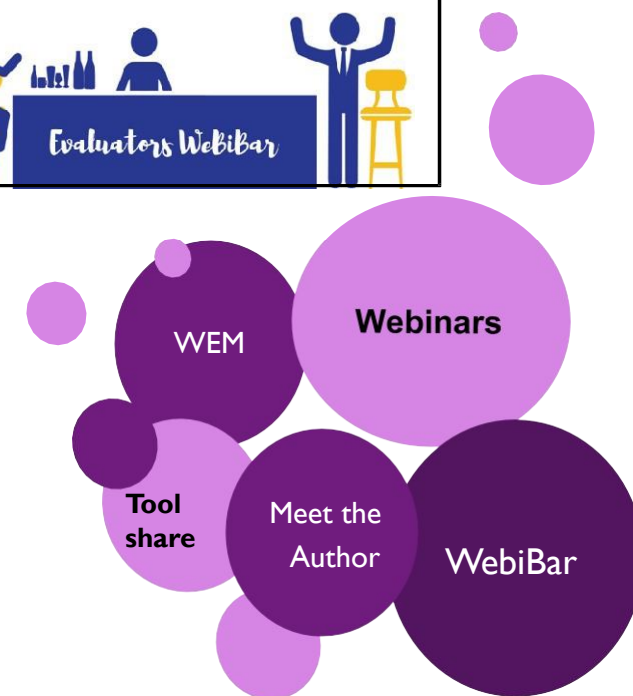 Evaluators WeBiBar
WEM
Webinars
Tool
share
Meet the
Author
WebiBar